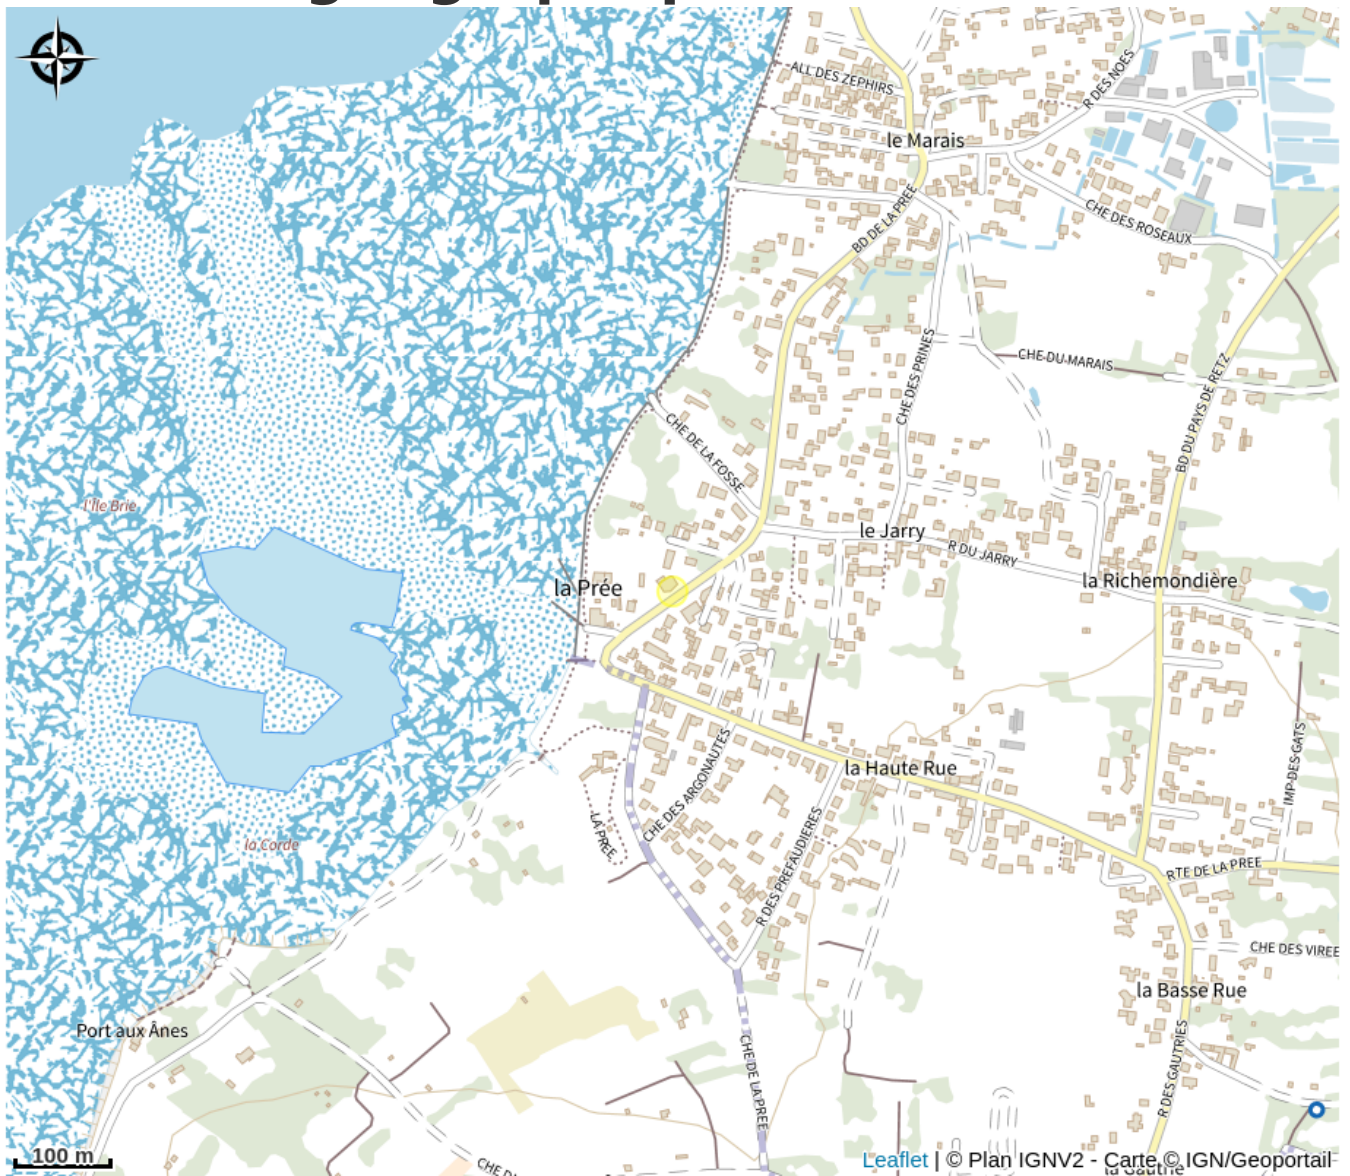 ALL DES ZEPHIRS
R DES NOES
le Marais
CHE DES ROSEAUX
BD DE LA PREE
CHE DU MARAIS
CHE DES PRINES
BD DU PAYS DE RETZ
CHE DE LA FOSSE
l'Île Brie
le Jarry
R DU JARRY
la Richemondière
la Prée
CHE DES ARGONAUTES
la Haute Rue
IMP DES GATS
LA PREE
R DES PREFAUDIERES
la Corde
RTE DE LA PREE
CHE DES VIREE
la Basse Rue
Port aux Ânes
CHE DE LA PREE
R DES GAUTRIES
100 m
Leaflet | © Plan IGNV2 - Carte © IGN/Geoportail